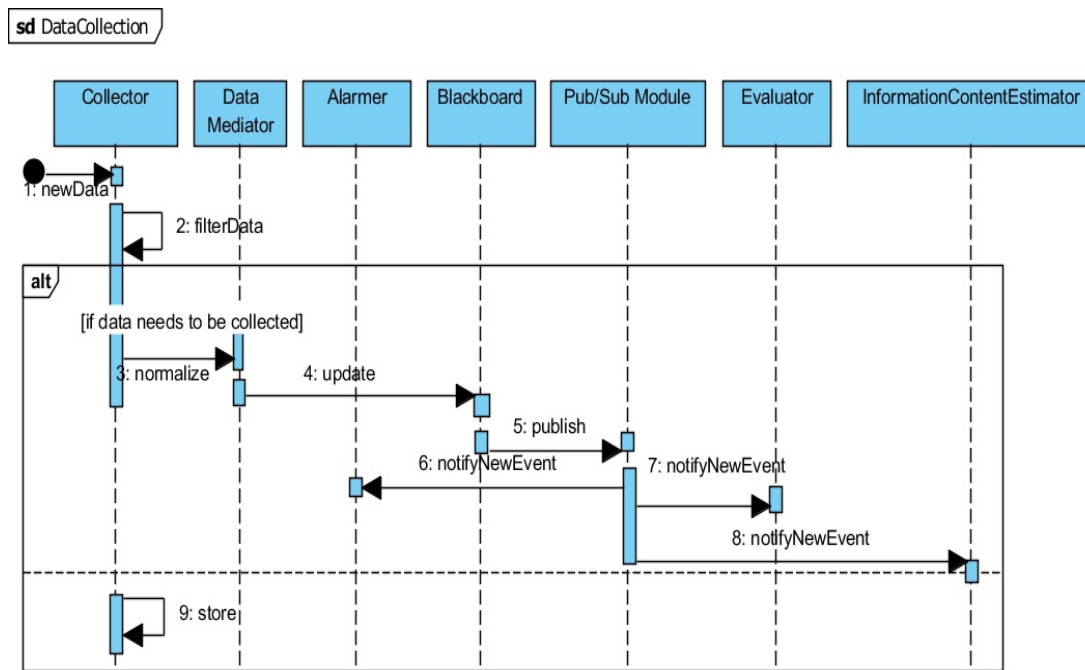 sd DataCollection
Collector
Data
Mediator
Alarmer
Blackboard
Pub/Sub Module
Evaluator
InformationContentEstimator
1: newData
2: filterData
alt
[if data needs to be collected]
3: normalize
4: update
5: publish
6: notifyNewEvent
7: notifyNewEvent
8: notifyNewEvent
9: store